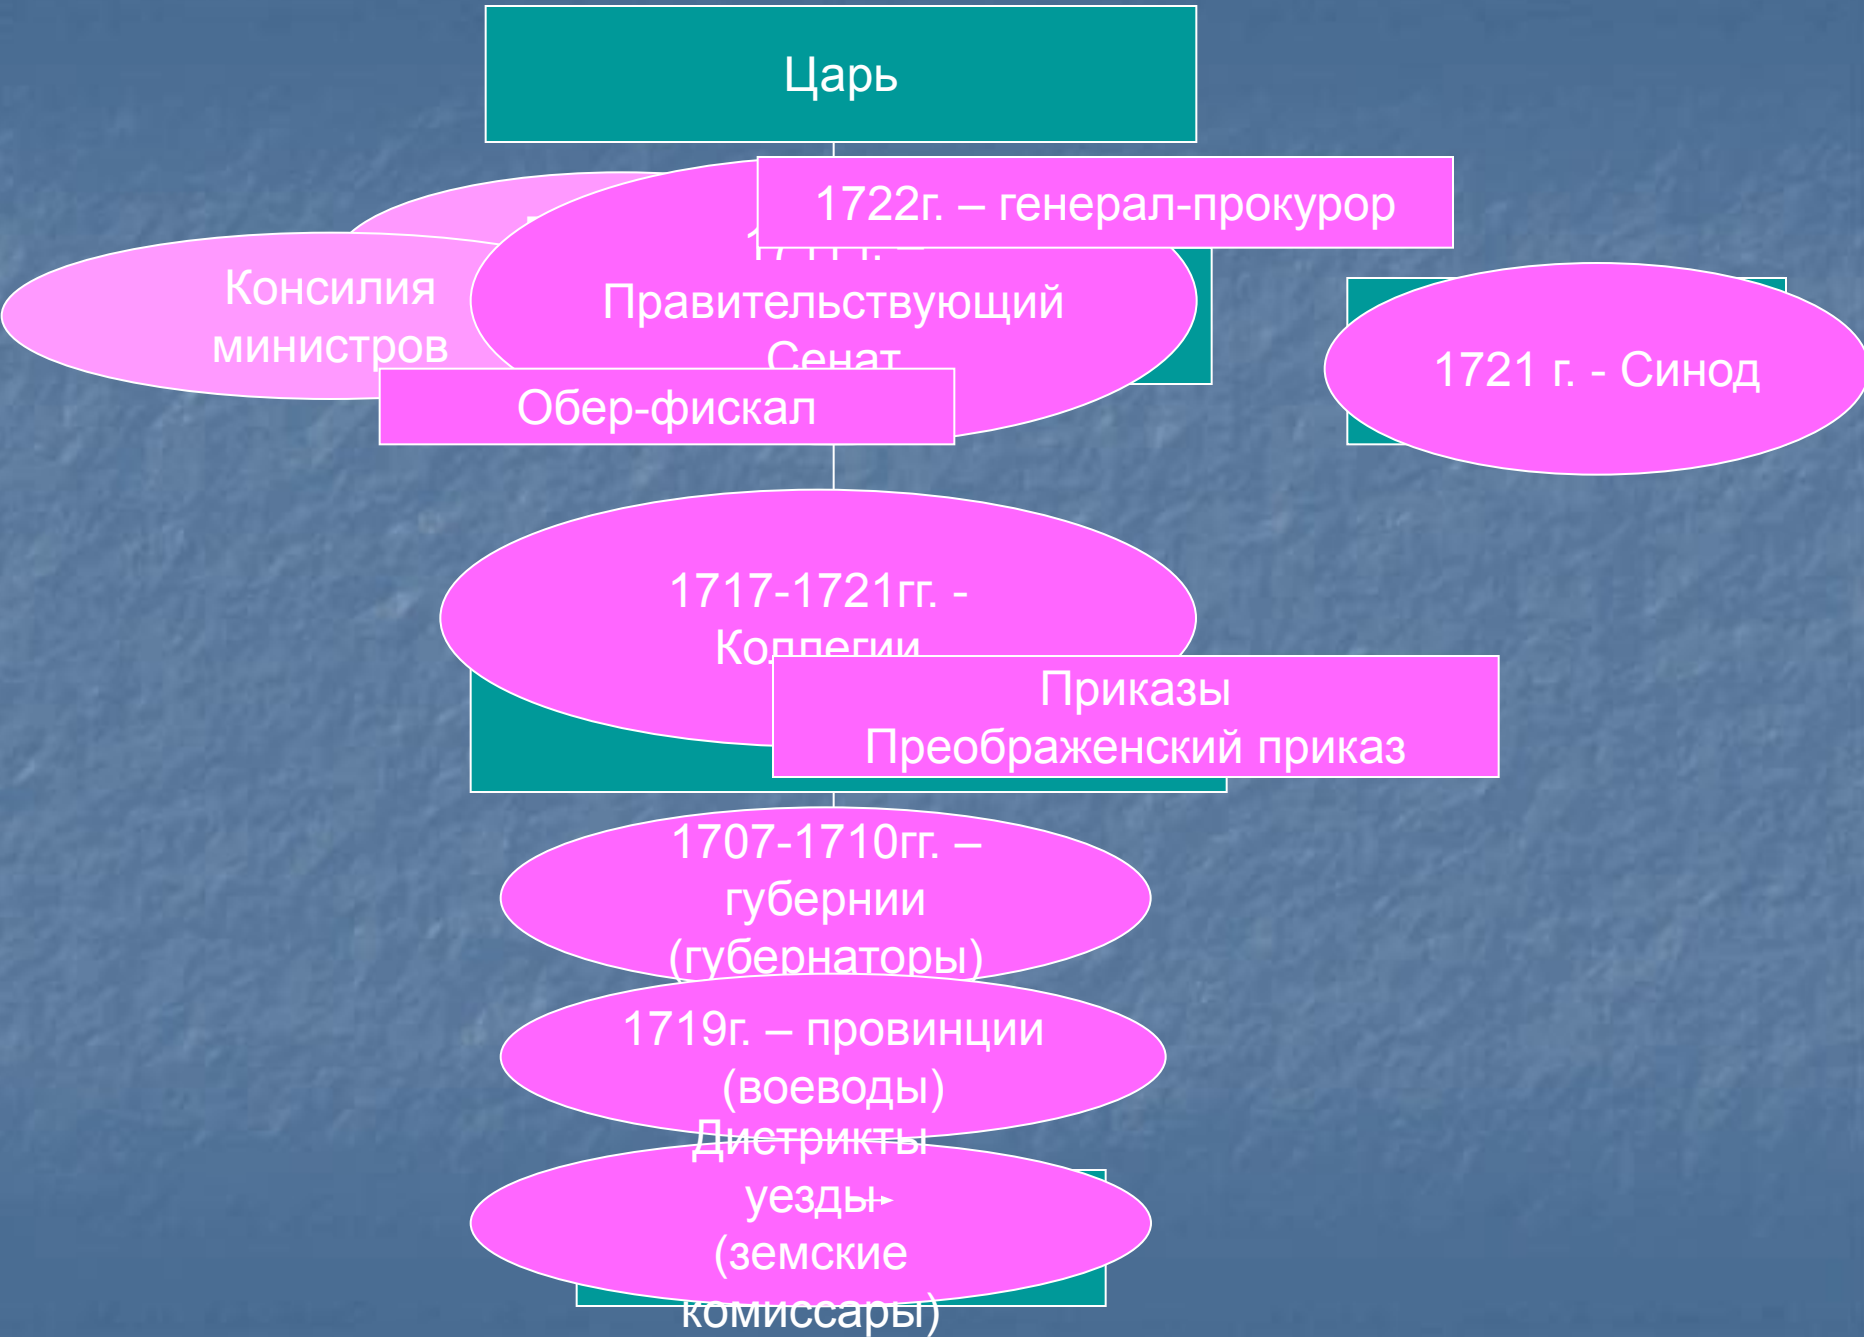 Царь
1722г. – генерал-прокурор
1711 г. –
Правительствующий
Сенат
Консилия
министров
Обер-фискал
1721 г. - Синод
1717-1721гг. -
Коллегии
Приказы
Преображенский приказ
1707-1710гг. –
губернии
(губернаторы)
1719г. – провинции
(воеводы)
Дистрикты
уезды-
(земские
комиссары)